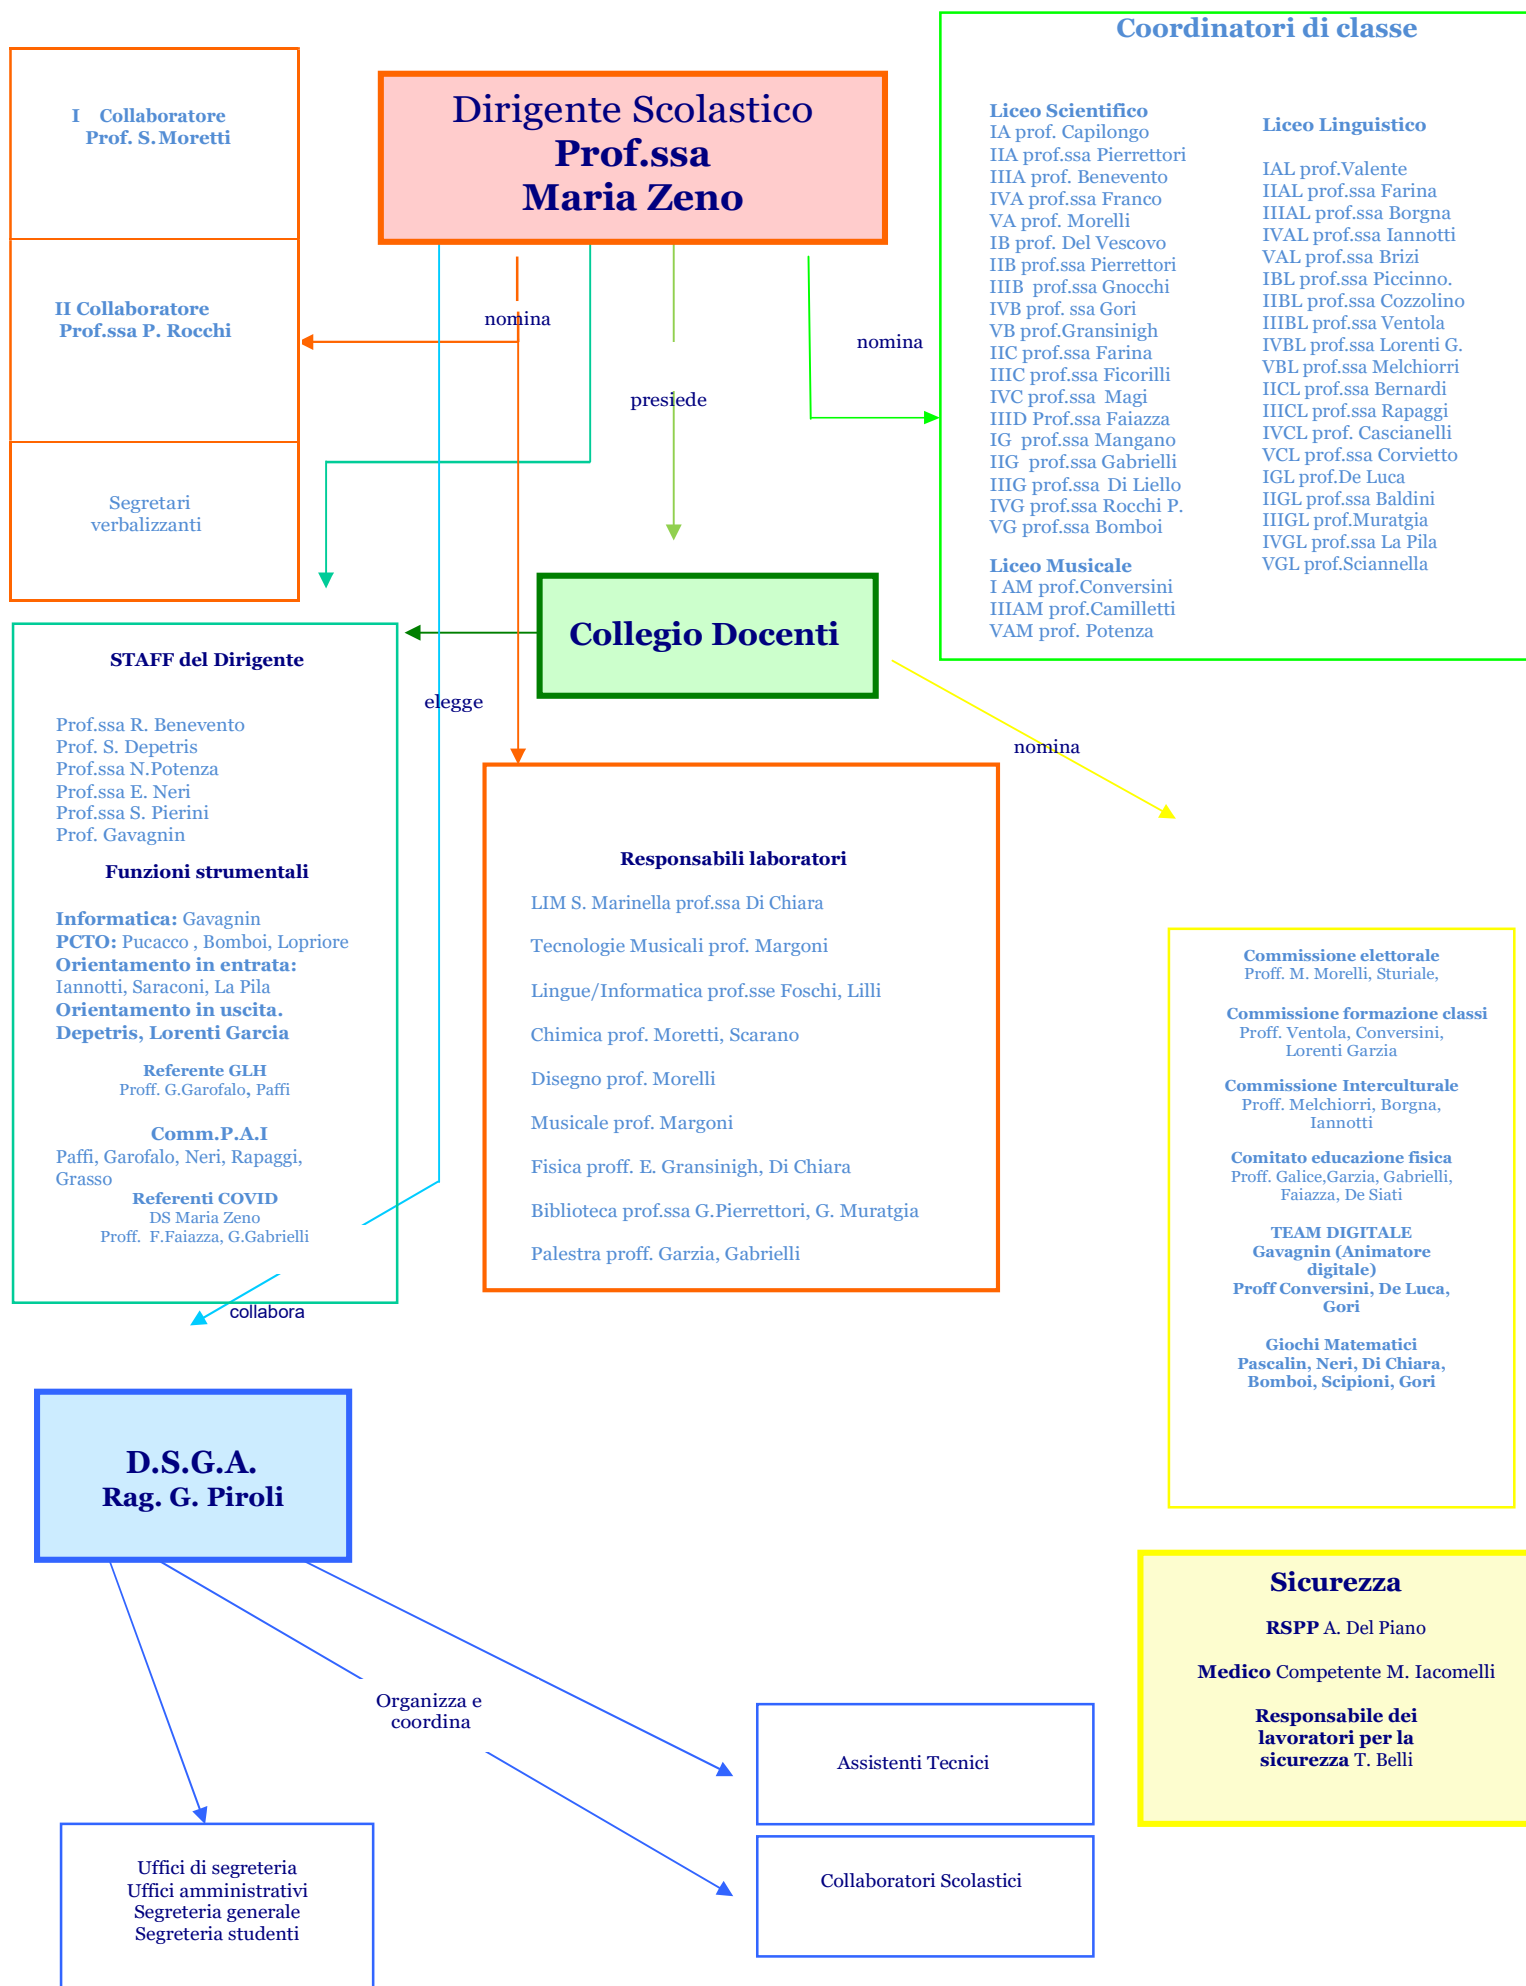 I Collaboratore
Prof. S.Moretti
II Collaboratore
Prof.ssa P. Rocchi
Segretari
verbalizzanti
Dirigente Scolastico
Prof.ssa
Maria Zeno
Coordinatori di classe
Liceo Scientifico
IA prof. Capilongo
IIA prof.ssa Pierrettori
IIIA prof. Benevento
IVA prof.ssa Franco
VA prof. Morelli
IB prof. Del Vescovo
IIB prof.ssa Pierrettori
IIIB prof.ssa Gnocchi
IVB prof. ssa Gori
VB prof.Gransinigh
IIC prof.ssa Farina
IIIC prof.ssa Ficorilli
IVC prof.ssa Magi
IIID Prof.ssa Faiazza
IG prof.ssa Mangano
IIG prof.ssa Gabrielli
IIIG prof.ssa Di Liello
IVG prof.ssa Rocchi P.
VG prof.ssa Bomboi
Liceo Musicale
I AM prof.Conversini
IIIAM prof.Camilletti
VAM prof. Potenza
Liceo Linguistico
IAL prof.Valente
IIAL prof.ssa Farina
IIIAL prof.ssa Borgna
IVAL prof.ssa Iannotti
VAL prof.ssa Brizi
IBL prof.ssa Piccinno.
IIBL prof.ssa Cozzolino
IIIBL prof.ssa Ventola
IVBL prof.ssa Lorenti G.
VBL prof.ssa Melchiorri
IICL prof.ssa Bernardi
IIICL prof.ssa Rapaggi
IVCL prof. Cascianelli
VCL prof.ssa Corvietto
IGL prof.De Luca
IIGL prof.ssa Baldini
IIIGL prof.Muratgia
IVGL prof.ssa La Pila
VGL prof.Sciannella
nomina
nomina
presiede
Collegio Docenti
elegge
nomina
STAFF del Dirigente
Prof.ssa R. Benevento
Prof. S. Depetris
Prof.ssa N.Potenza
Prof.ssa E. Neri
Prof.ssa S. Pierini
Prof. Gavagnin
Funzioni strumentali
Informatica: Gavagnin
PCTO: Pucacco , Bomboi, Lopriore
Orientamento in entrata:
Iannotti, Saraconi, La Pila
Orientamento in uscita.
Depetris, Lorenti Garcia
Referente GLH
Proff. G.Garofalo, Paffi
Comm.P.A.I
Paffi, Garofalo, Neri, Rapaggi,
Grasso
Referenti COVID
DS Maria Zeno
Proff. F.Faiazza, G.Gabrielli
collabora
Responsabili laboratori
LIM S. Marinella prof.ssa Di Chiara
Tecnologie Musicali prof. Margoni
Lingue/Informatica prof.sse Foschi, Lilli
Chimica prof. Moretti, Scarano
Disegno prof. Morelli
Musicale prof. Margoni
Fisica proff. E. Gransinigh, Di Chiara
Biblioteca prof.ssa G.Pierrettori, G. Muratgia
Palestra proff. Garzia, Gabrielli
Commissione elettorale
Proff. M. Morelli, Sturiale,
Commissione formazione classi
Proff. Ventola, Conversini,
Lorenti Garzia
Commissione Interculturale
Proff. Melchiorri, Borgna,
Iannotti
Comitato educazione fisica
Proff. Galice,Garzia, Gabrielli,
Faiazza, De Siati
TEAM DIGITALE
Gavagnin (Animatore
digitale)
Proff Conversini, De Luca,
Gori
Giochi Matematici
Pascalin, Neri, Di Chiara,
Bomboi, Scipioni, Gori
D.S.G.A.
Rag. G. Piroli
Organizza e
coordina
Sicurezza
RSPP A. Del Piano
Medico Competente M. Iacomelli
Responsabile dei
lavoratori per la
sicurezza T. Belli
Assistenti Tecnici
Collaboratori Scolastici
Uffici di segreteria
Uffici amministrativi
Segreteria generale
Segreteria studenti